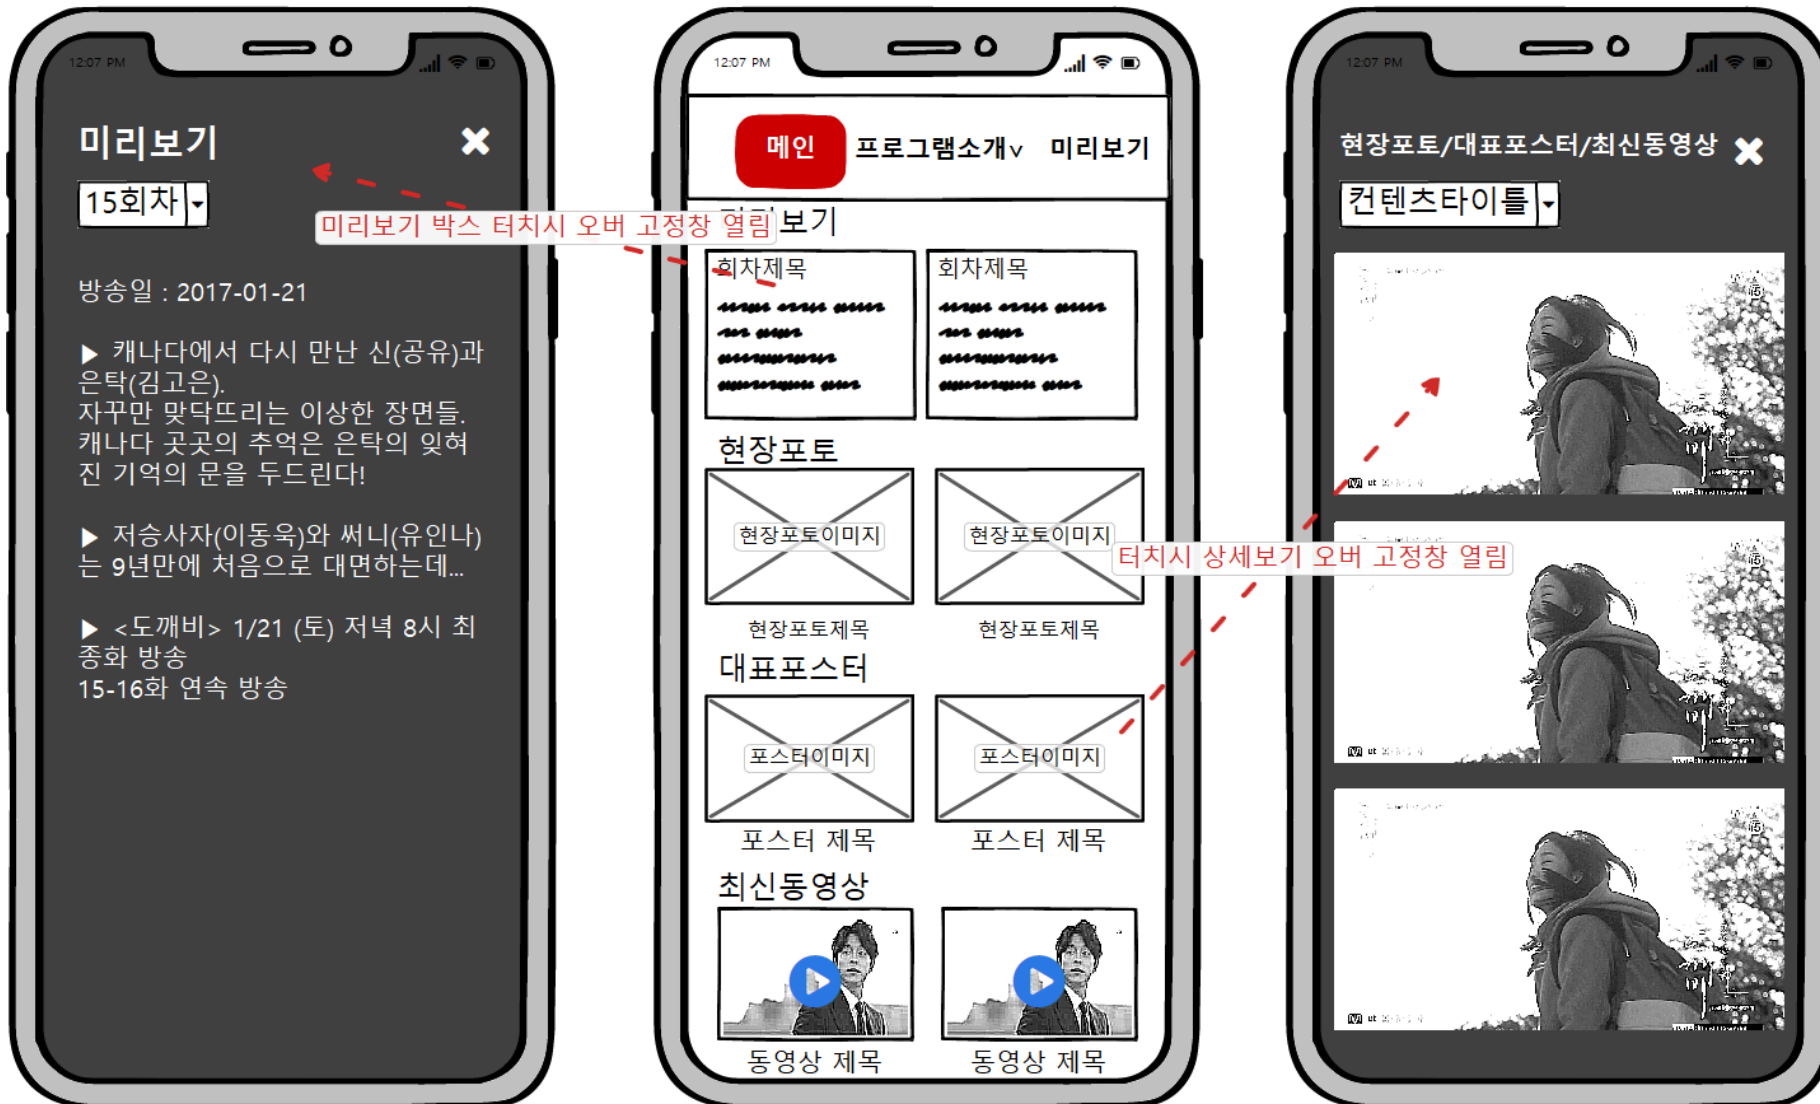 12:07 PM
미리보기
15회차
방송일 : 2017-01-21
▶ 캐나다에서 다시 만난 신(공유)과
은탁(김고은).
자꾸만 맞닥뜨리는 이상한 장면들.
캐나다 곳곳의 추억은 은탁의 잊혀
진 기억의 문을 두드린다!
▶ 저승사자(이동욱)와 써니(유인나)
는 9년만에 처음으로 대면하는데...
▶ <도깨비> 1/21 (토) 저녁 8시 최
종화 방송
15-16화 연속 방송
미리보기 박스 터치시 오버 고정창 열림
12:07 PM
메인 프로그램소개∨ 미리보기
미리보기
회차제목 회차제목
현장포토
현장포토이미지 현장포토이미지
현장포토제목 현장포토제목
대표포스터
포스터이미지 포스터이미지
포스터 제목 포스터 제목
최신동영상
동영상 제목 동영상 제목
터치시 상세보기 오버 고정창 열림
12:07 PM
현장포토/대표포스터/최신동영상
컨텐츠타이틀